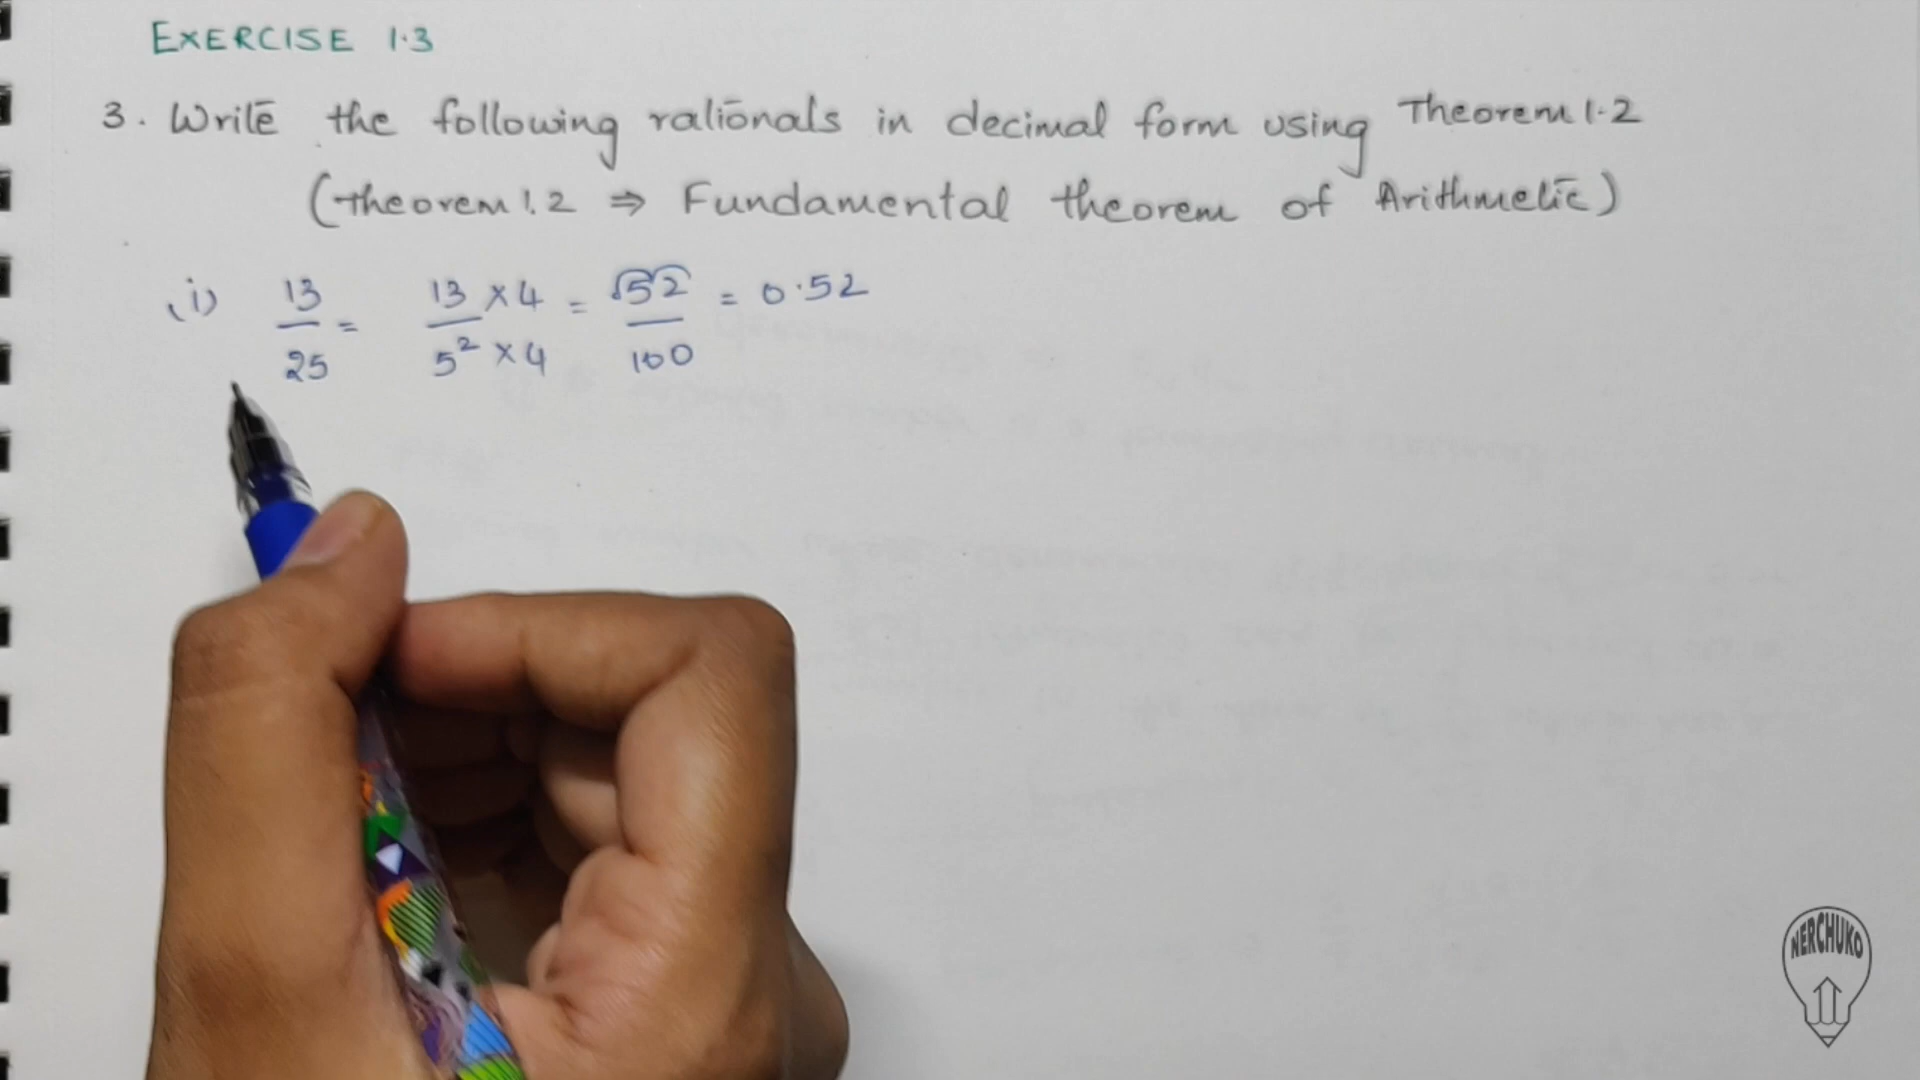 EXERCISE 1.3
3. Write the following rationals in decimal form using Theorem 1.2
(Theorem 1.2 ⇒ Fundamental theorem of Arithmetic)
(i) 13/25 = 13 × 4 / 5² × 4 = 52/100 = 0.52
NERCHUKO